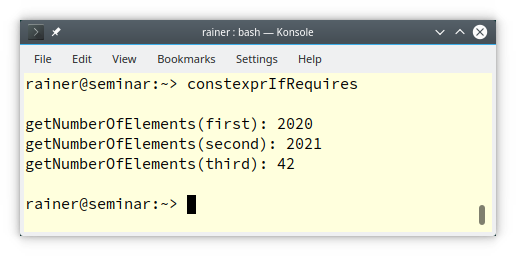 rainer : bash — Konsole
File Edit View Bookmarks Settings Help
rainer@seminar:~> constexprIfRequires
getNumberOfElements(first): 2020
getNumberOfElements(second): 2021
getNumberOfElements(third): 42
rainer@seminar:~>